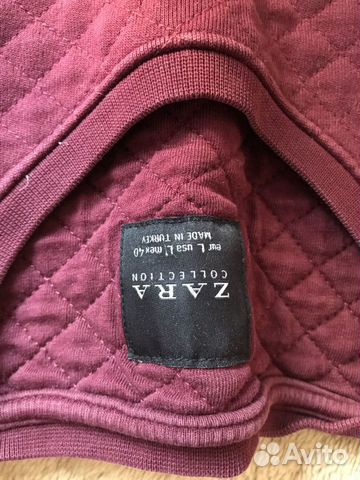 ZARA
COLLECTION
eur L usa L mex 40
MADE IN TURKEY
Avito